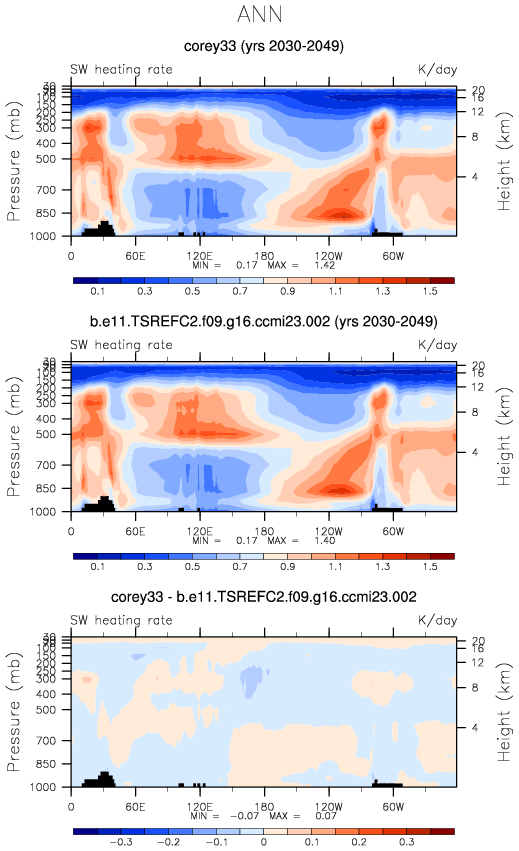 ANN
corey33 (yrs 2030-2049)
SW heating rate K/day
Pressure (mb)
Height (km)
100
150
200
250
300
400
500
700
850
1000
20
16
12
8
4
0 60E 120E 180 120W 60W
MIN = 0.17 MAX = 1.42
0.1 0.3 0.5 0.7 0.9 1.1 1.3 1.5
b.e11.TSREFC2.f09.g16.ccmi23.002 (yrs 2030-2049)
SW heating rate K/day
Pressure (mb)
Height (km)
100
150
200
250
300
400
500
700
850
1000
20
16
12
8
4
0 60E 120E 180 120W 60W
MIN = 0.17 MAX = 1.40
0.1 0.3 0.5 0.7 0.9 1.1 1.3 1.5
corey33 - b.e11.TSREFC2.f09.g16.ccmi23.002
SW heating rate K/day
Pressure (mb)
Height (km)
100
150
200
250
300
400
500
700
850
1000
20
16
12
8
4
0 60E 120E 180 120W 60W
MIN = -0.07 MAX = 0.07
-0.3 -0.2 -0.1 0 0.1 0.2 0.3